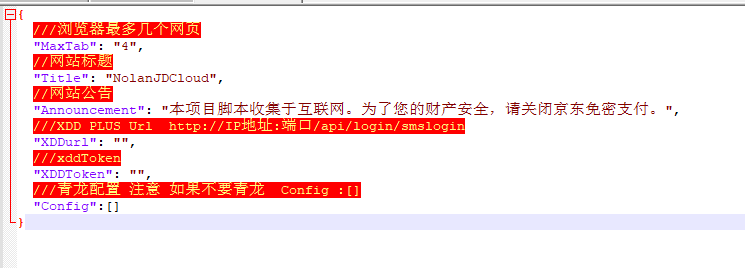 {
///浏览器最多几个网页
"MaxTab": "4",
//网站标题
"Title": "NolanJDCloud",
//网站公告
"Announcement": "本项目脚本收集于互联网。为了您的财产安全，请关闭京东免密支付。",
///XDD PLUS Url  http://IP地址:端口/api/login/smslogin
"XDDurl": "",
///xddToken
"XDDToken": "",
///青龙配置 注意 如果不要青龙  Config :[]
"Config":[]
}